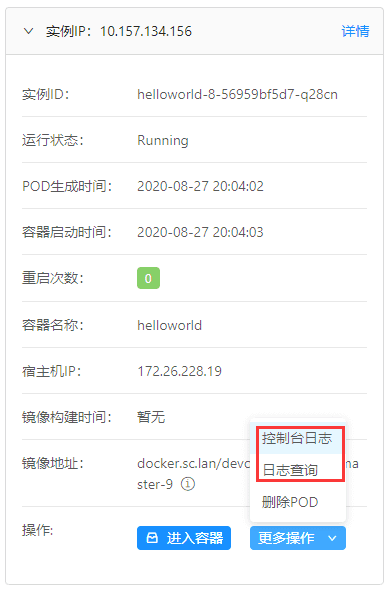 实例IP：10.157.134.156 详情
实例ID： helloworld-8-56959bf5d7-q28cn
运行状态： Running
POD生成时间： 2020-08-27 20:04:02
容器启动时间： 2020-08-27 20:04:03
重启次数： 0
容器名称： helloworld
宿主机IP： 172.26.228.19
镜像构建时间： 暂无
控制台日志
镜像地址： docker.sc.lan/devo
ma
ster-9
日志查询
删除POD
操作： 进入容器 更多操作